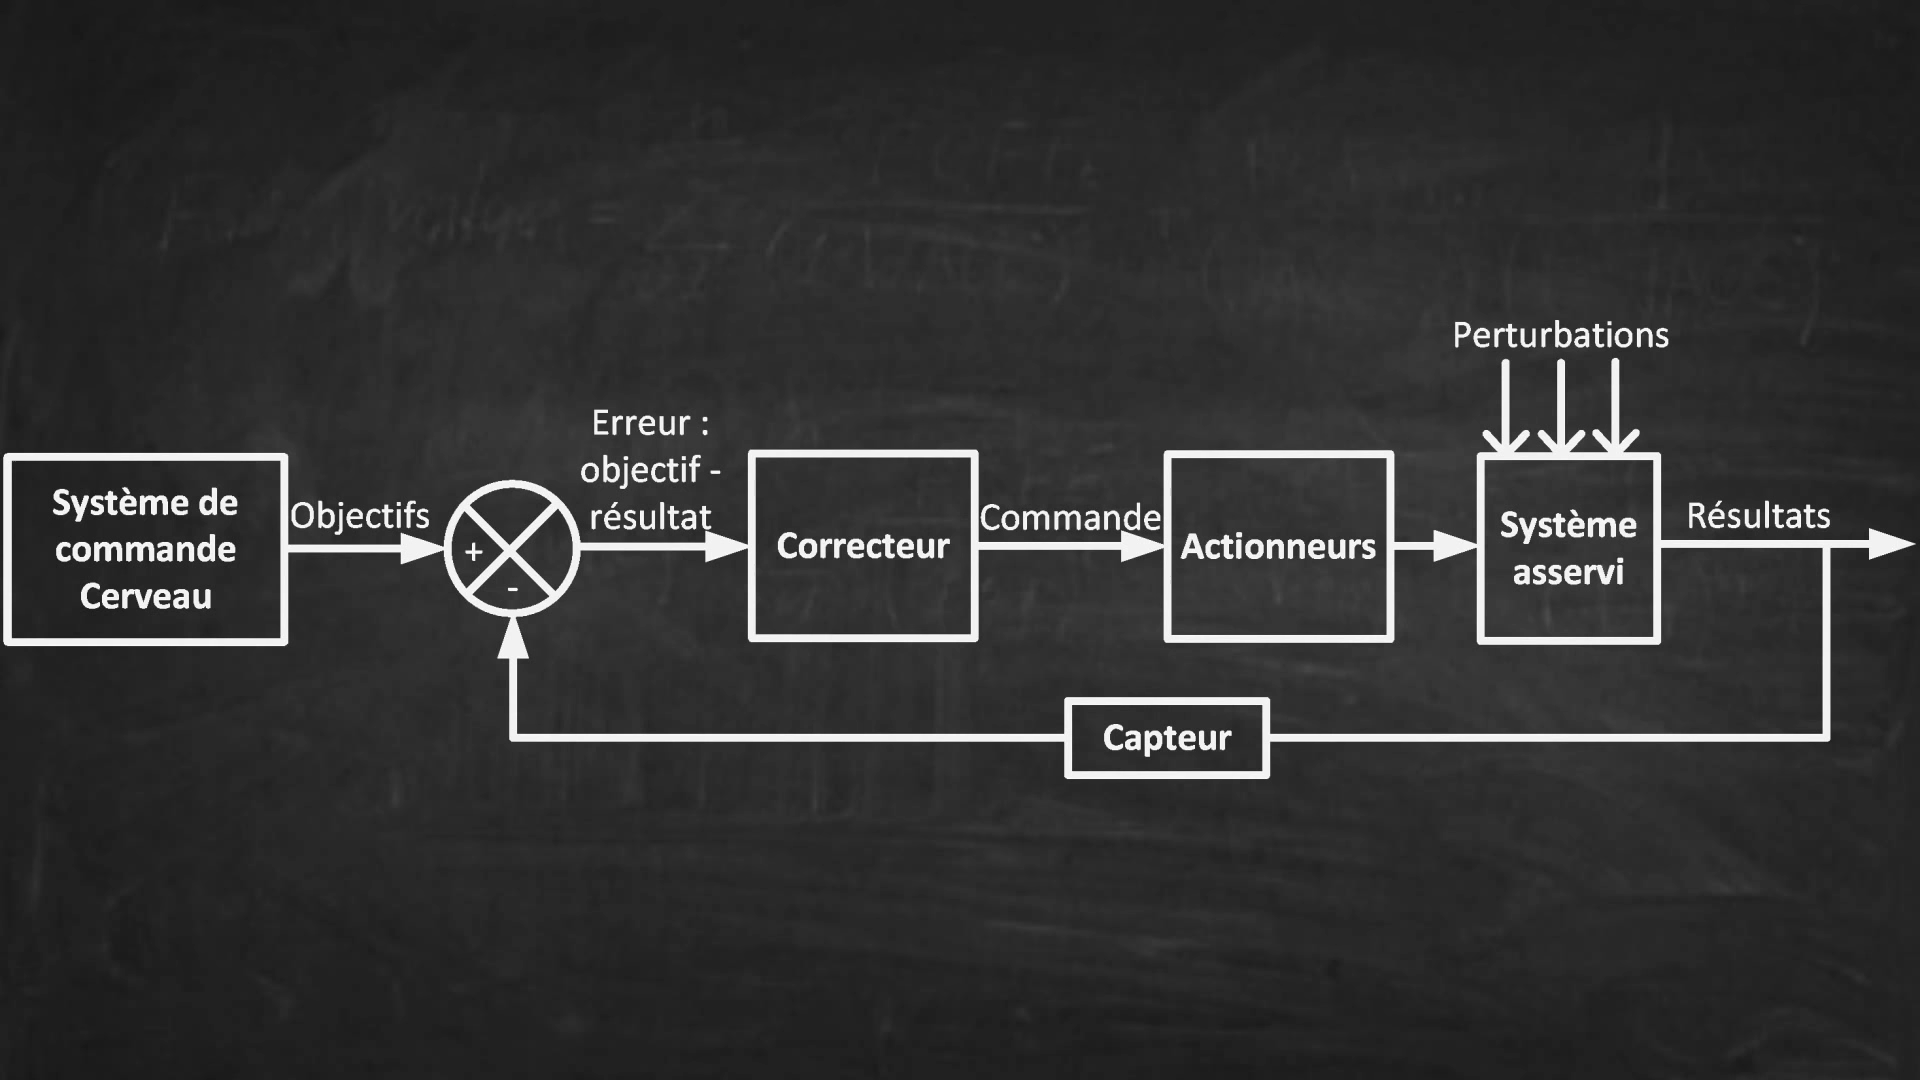 Perturbations
Erreur :
objectif -
résultat
Système de
commande
Cerveau
Objectifs
+
-
Correcteur
Commande
Actionneurs
Système
asservi
Résultats
Capteur